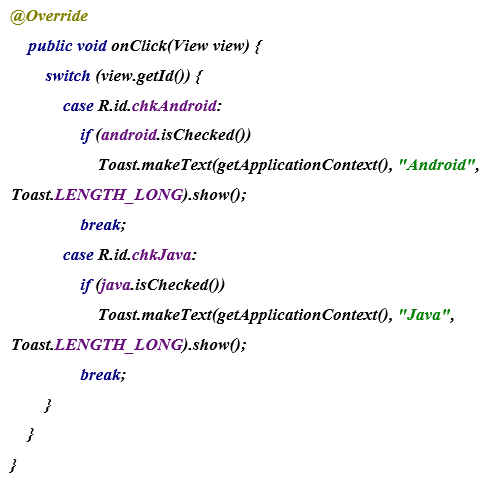 @Override
public void onClick(View view) {
switch (view.getId()) {
case R.id.chkAndroid:
if (android.isChecked())
Toast.makeText(getApplicationContext(), "Android",
Toast.LENGTH_LONG).show();
break;
case R.id.chkJava:
if (java.isChecked())
Toast.makeText(getApplicationContext(), "Java",
Toast.LENGTH_LONG).show();
break;
}
}
}